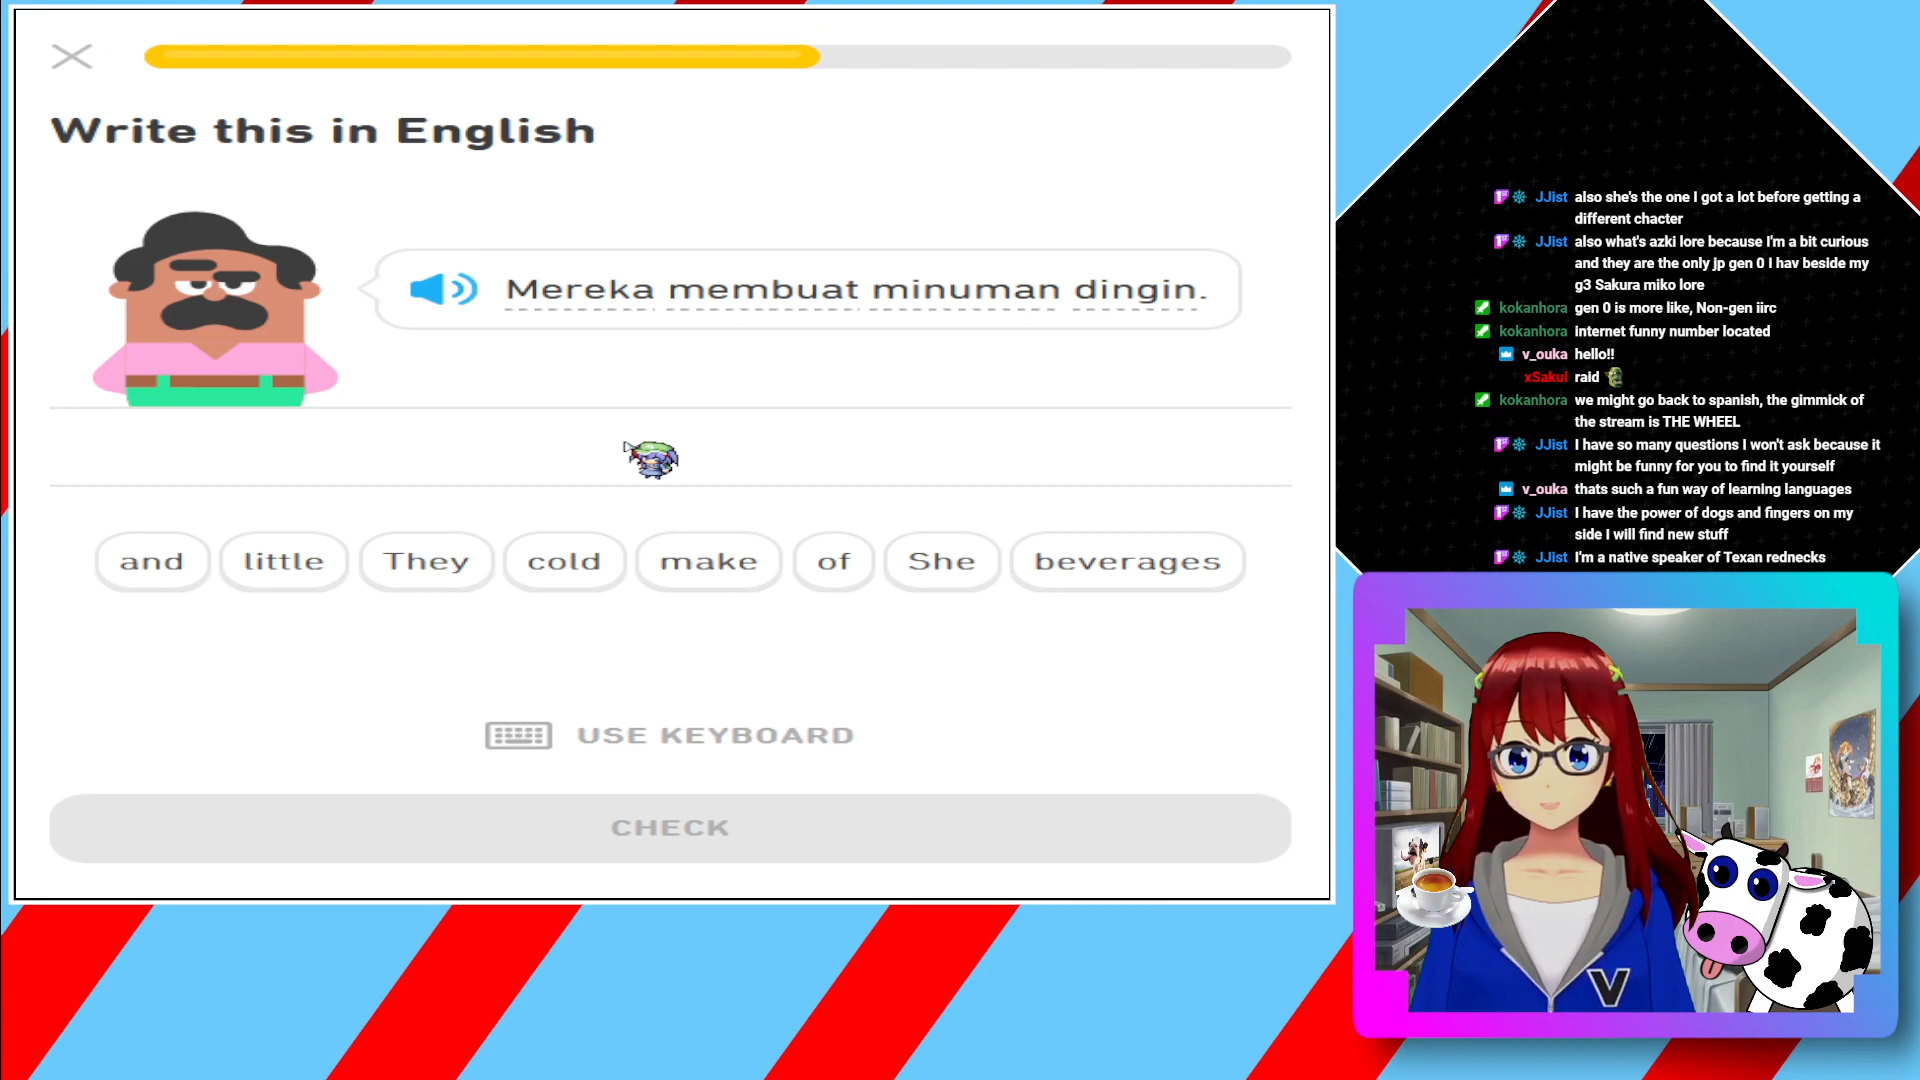 Write this in English
Mereka membuat minuman dingin.
and little They cold make of She beverages
USE KEYBOARD
CHECK
JJist also she's the one I got a lot before getting a
different chacter
JJist also what's azki lore because I'm a bit curious
and they are the only jp gen 0 I hav beside my
g3 Sakura miko lore
kokanhora gen 0 is more like, Non-gen iirc
kokanhora internet funny number located
v_ouka hello!!
xSakul raid
kokanhora we might go back to spanish, the gimmick of
the stream is THE WHEEL
JJist I have so many questions I won't ask because it
might be funny for you to find it yourself
v_ouka thats such a fun way of learning languages
JJist I have the power of dogs and fingers on my
side I will find new stuff
JJist I'm a native speaker of Texan rednecks
V